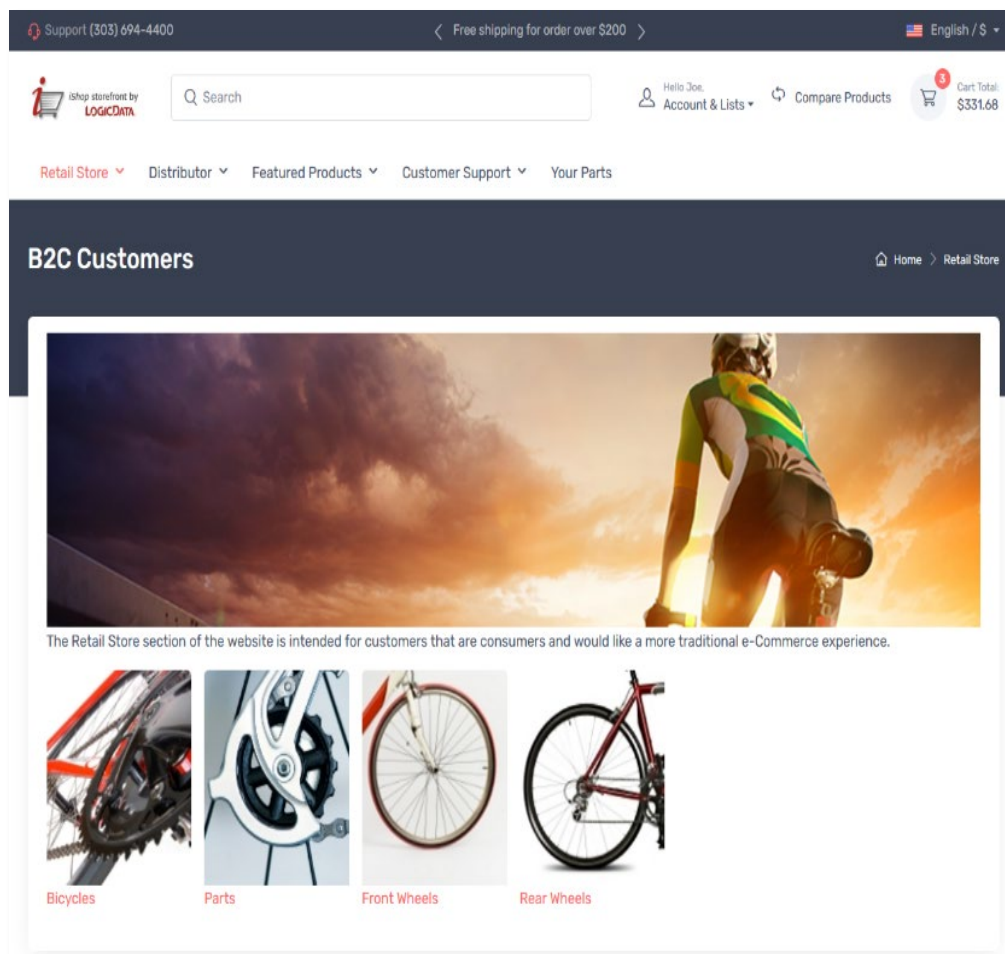 Support (303) 694-4400
Free shipping for order over $200
English / $
iShop storefront by
LOGICDATA
Search
Hello Joe,
Account & Lists
Compare Products
3
Cart Total:
$331.68
Retail Store
Distributor
Featured Products
Customer Support
Your Parts
B2C Customers
Home
Retail Store
The Retail Store section of the website is intended for customers that are consumers and would like a more traditional e-Commerce experience.
Bicycles
Parts
Front Wheels
Rear Wheels